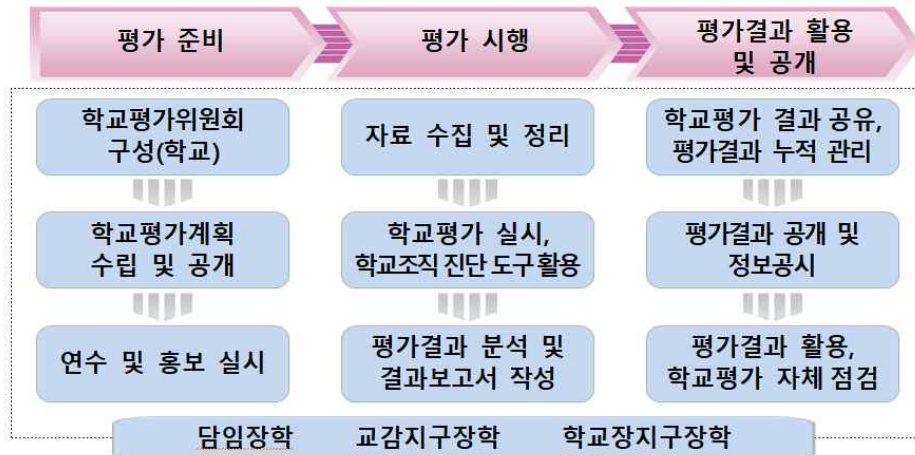 평가 준비
평가 시행
평가결과 활용
및 공개
학교평가위원회
구성(학교)
학교평가계획
수립 및 공개
연수 및 홍보 실시
자료 수집 및 정리
학교평가 실시,
학교조직 진단 도구 활용
평가결과 분석 및
결과보고서 작성
학교평가 결과 공유,
평가결과 누적 관리
평가결과 공개 및
정보공시
평가결과 활용,
학교평가 자체 점검
담임장학 교감지구장학 학교장지구장학